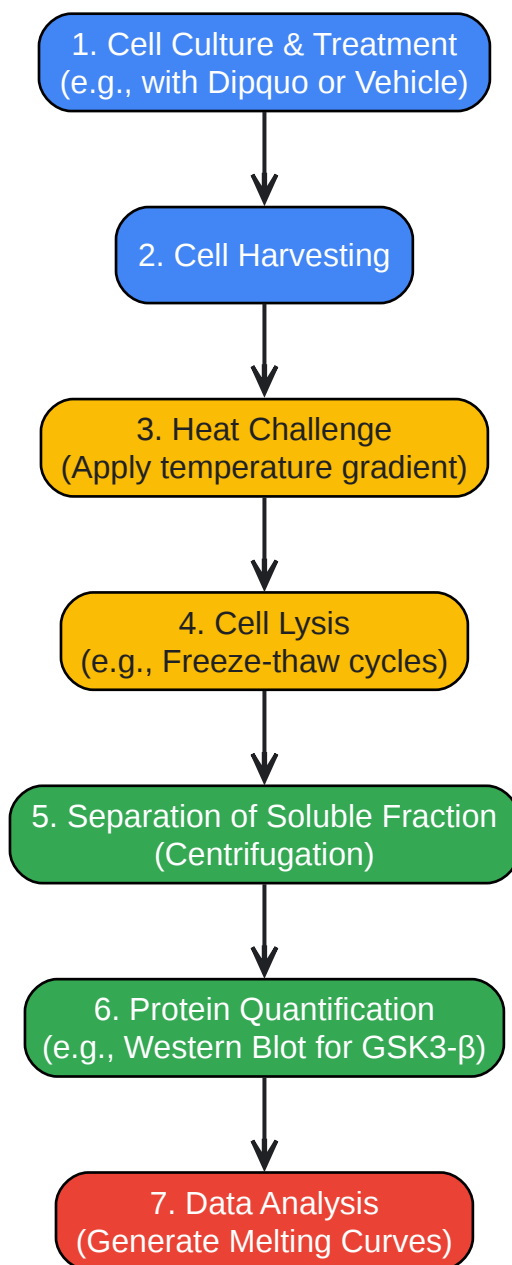 1. Cell Culture & Treatment
(e.g., with Dipquo or Vehicle)
2. Cell Harvesting
3. Heat Challenge
(Apply temperature gradient)
4. Cell Lysis
(e.g., Freeze-thaw cycles)
5. Separation of Soluble Fraction
(Centrifugation)
6. Protein Quantification
(e.g., Western Blot for GSK3-β)
7. Data Analysis
(Generate Melting Curves)